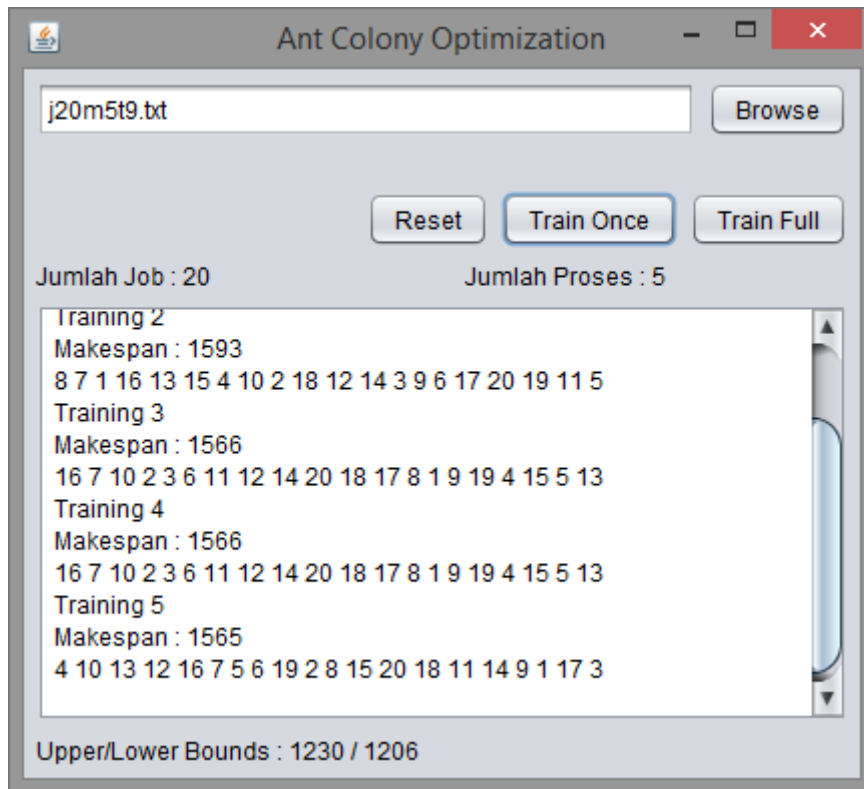 Ant Colony Optimization
j20m5t9.txt
Browse
Reset
Train Once
Train Full
Jumlah Job : 20
Jumlah Proses : 5
Training 2
Makespan : 1593
8 7 1 16 13 15 4 10 2 18 12 14 3 9 6 17 20 19 11 5
Training 3
Makespan : 1566
16 7 10 2 3 6 11 12 14 20 18 17 8 1 9 19 4 15 5 13
Training 4
Makespan : 1566
16 7 10 2 3 6 11 12 14 20 18 17 8 1 9 19 4 15 5 13
Training 5
Makespan : 1565
4 10 13 12 16 7 5 6 19 2 8 15 20 18 11 14 9 1 17 3
Upper/Lower Bounds : 1230 / 1206